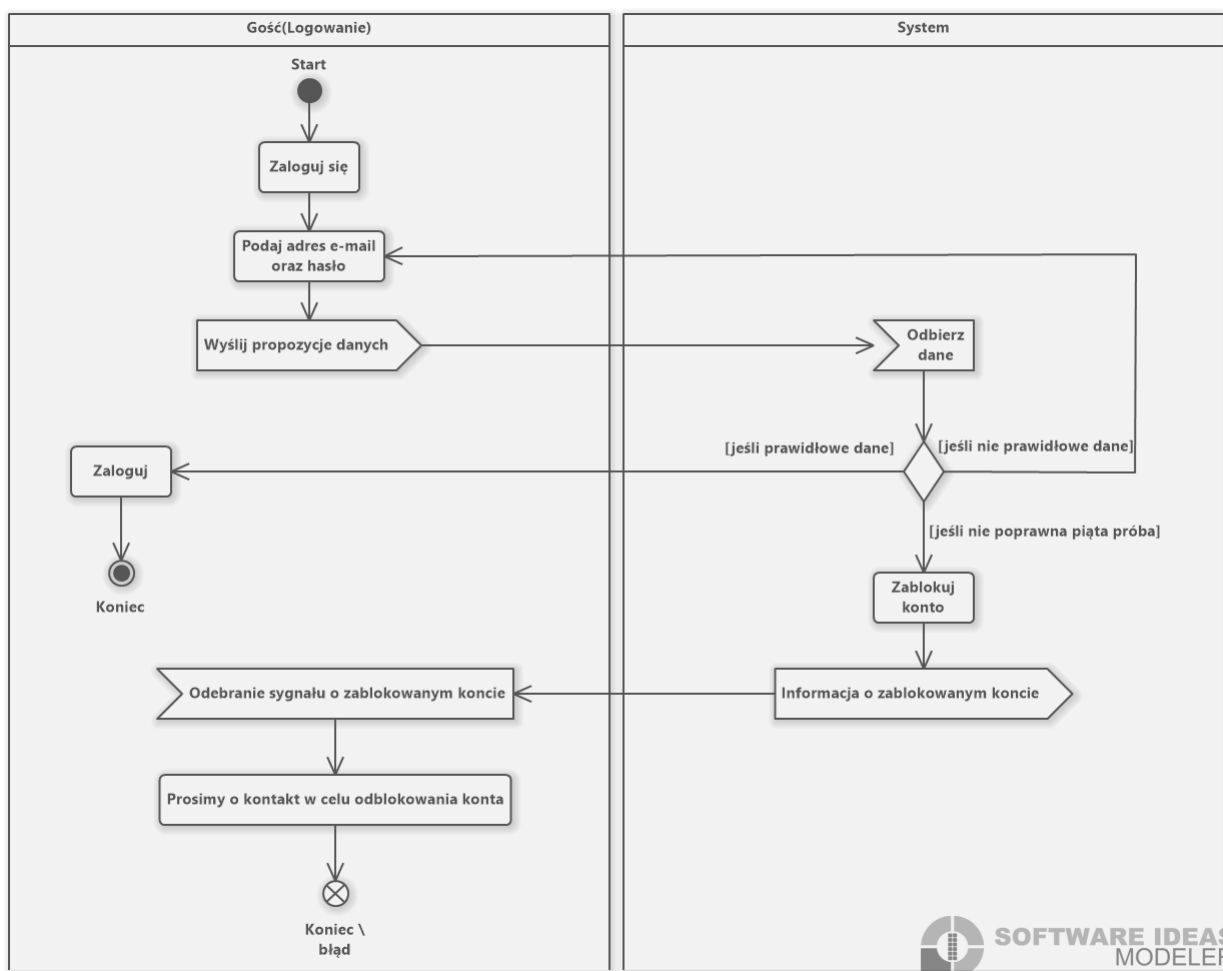 Gość(Logowanie)
System
Start
Zaloguj się
Podaj adres e-mail
oraz hasło
Wyślij propozycje danych
Odbierz
dane
[jeśli prawidłowe dane]
[jeśli nie prawidłowe dane]
Zaloguj
[jeśli nie poprawna piąta próba]
Koniec
Zablokuj
konto
Odebranie sygnału o zablokowanym koncie
Informacja o zablokowanym koncie
Prosimy o kontakt w celu odblokowania konta
Koniec \
błąd
SOFTWARE IDEAS
MODELER